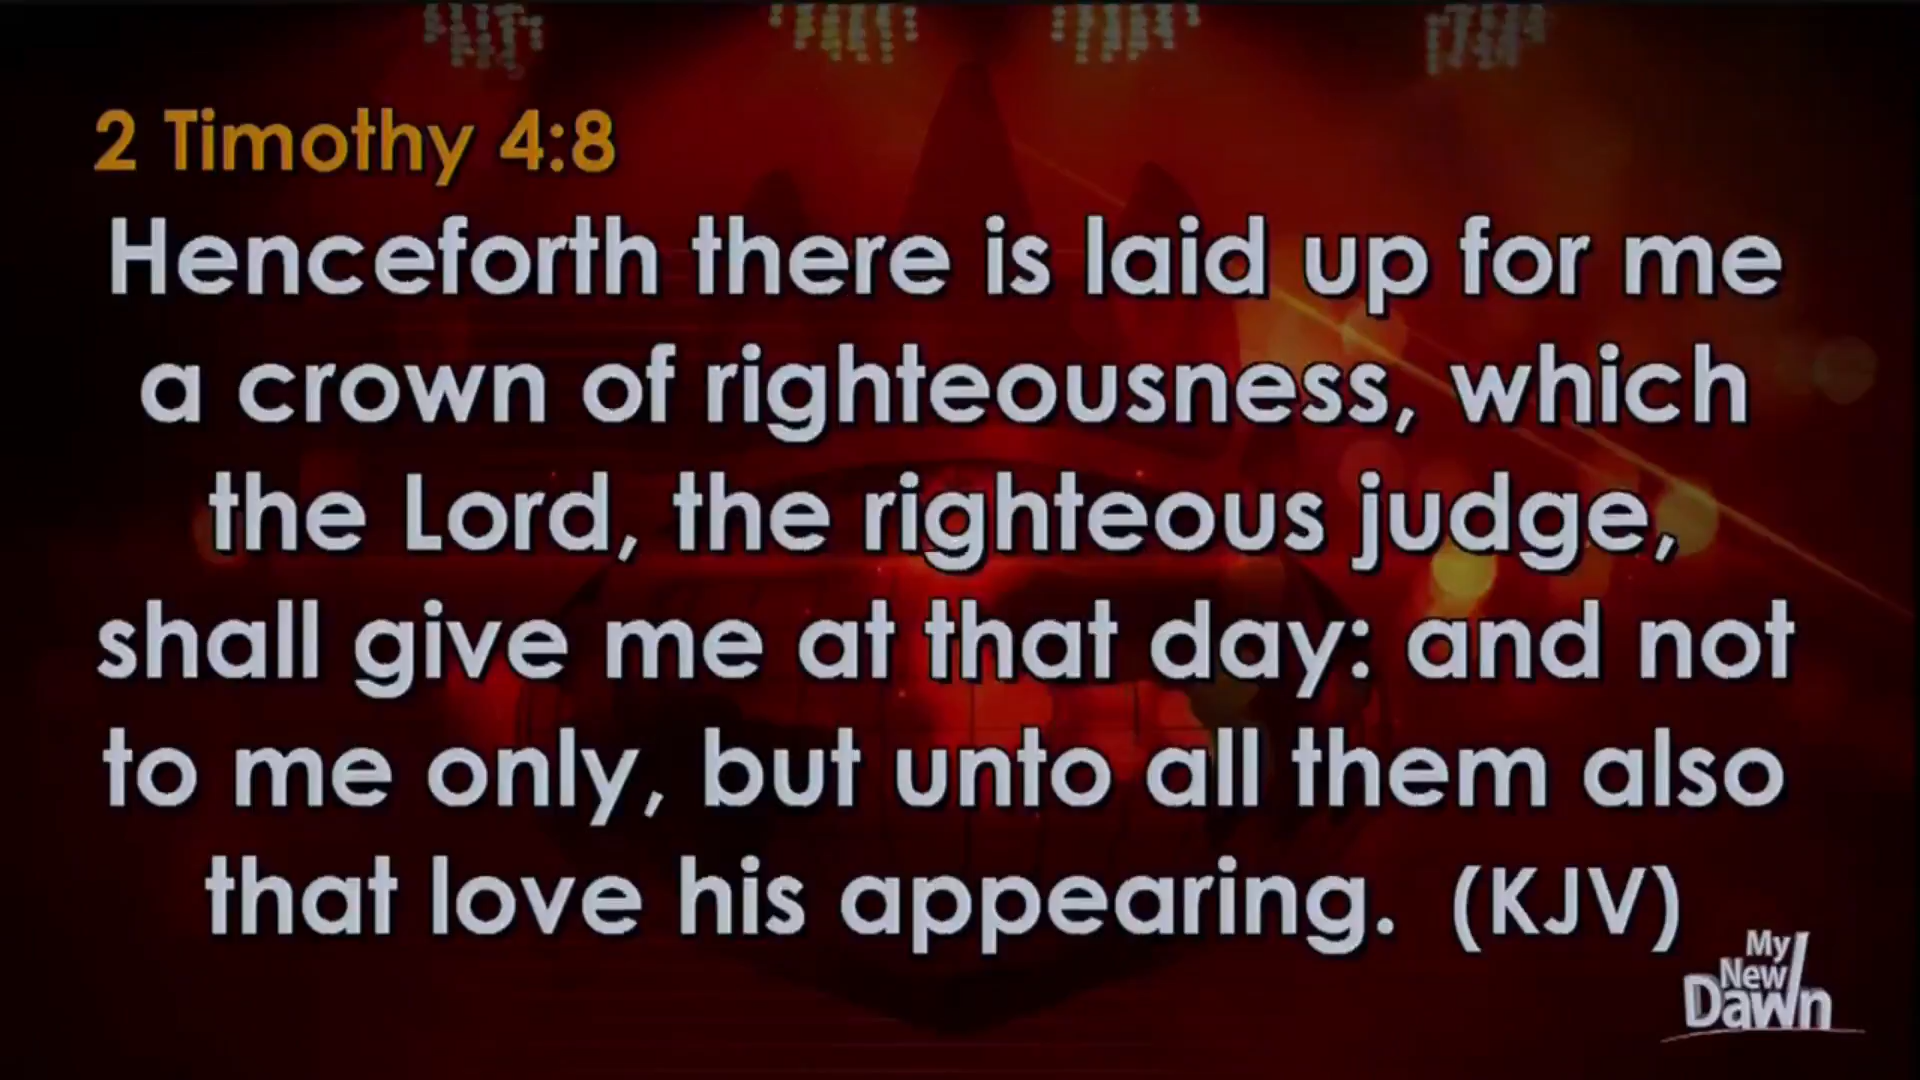 2 Timothy 4:8
Henceforth there is laid up for me
a crown of righteousness, which
the Lord, the righteous judge,
shall give me at that day: and not
to me only, but unto all them also
that love his appearing. (KJV)
My
New
Dawn